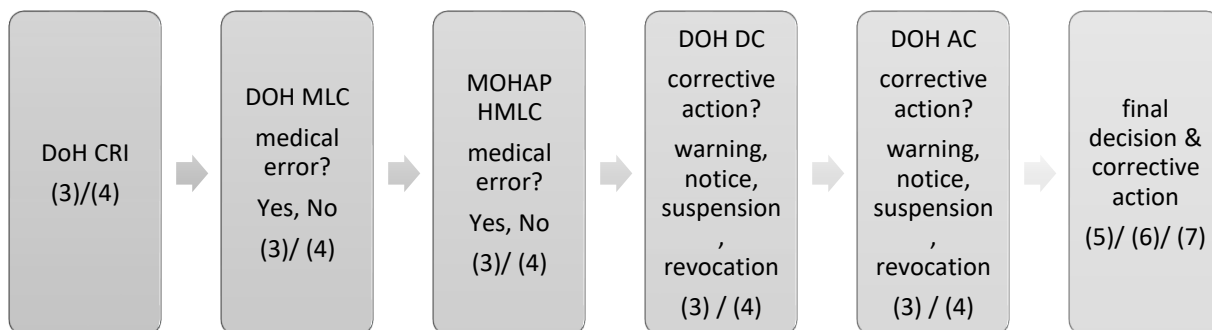 DoH CRI
(3)/(4)
DOH MLC
medical
error?
Yes, No
(3)/ (4)
MOHAP
HMLC
medical
error?
Yes, No
(3)/ (4)
DOH DC
corrective
action?
warning,
notice,
suspension
,
revocation
(3) / (4)
DOH AC
corrective
action?
warning,
notice,
suspension
,
revocation
(3) / (4)
final
decision &
corrective
action
(5)/ (6)/ (7)